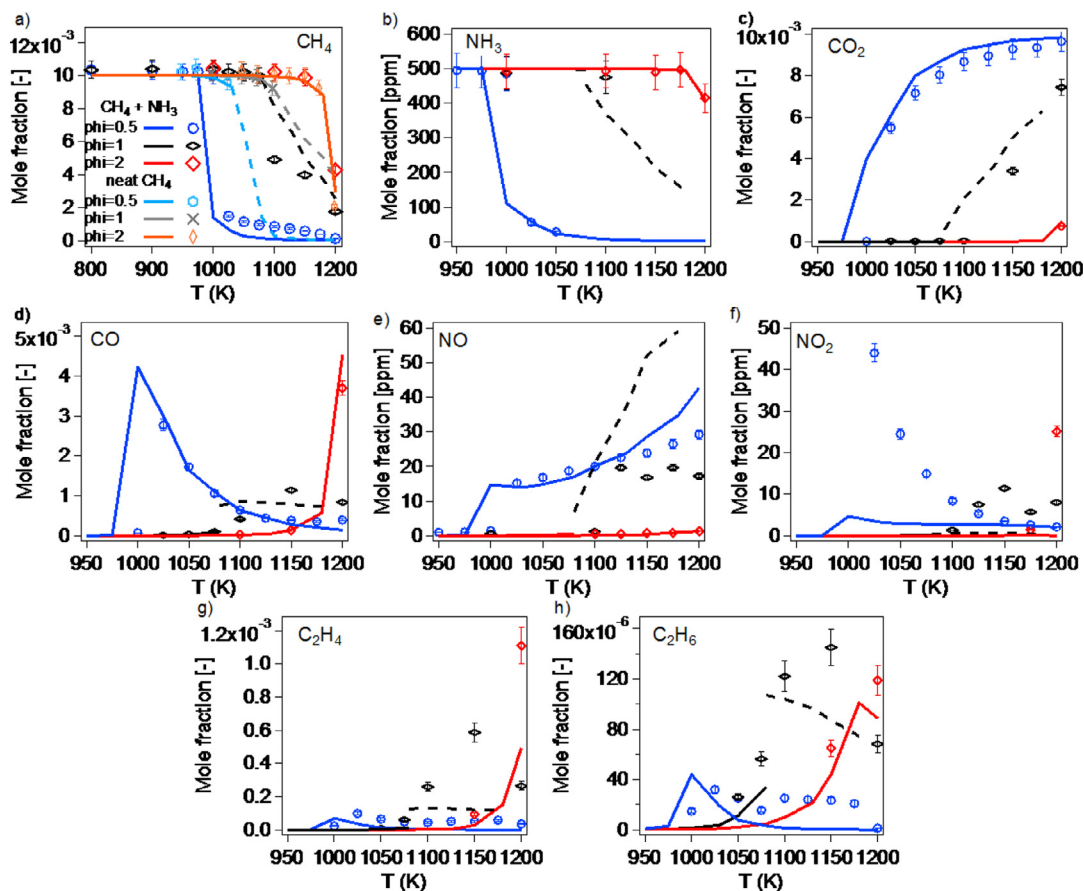 a)
CH4
12x10-3
10
8
6
4
2
0
Mole fraction [-]
CH4 + NH3
phi=0.5
phi=1
phi=2
neat CH4
phi=0.5
phi=1
phi=2
800 900 1000 1100 1200
T (K)
b)
NH3
600
500
400
300
200
100
0
Mole fraction [ppm]
950 1000 1050 1100 1150 1200
T (K)
c)
CO2
10x10-3
8
6
4
2
0
Mole fraction [-]
950 1000 1050 1100 1150 1200
T (K)
d)
CO
5x10-3
4
3
2
1
0
Mole fraction [-]
950 1000 1050 1100 1150 1200
T (K)
e)
NO
60
50
40
30
20
10
0
Mole fraction [ppm]
950 1000 1050 1100 1150 1200
T (K)
f)
NO2
50
40
30
20
10
0
Mole fraction [ppm]
950 1000 1050 1100 1150 1200
T (K)
g)
C2H4
1.2x10-3
1.0
0.8
0.6
0.4
0.2
0.0
Mole fraction [-]
950 1000 1050 1100 1150 1200
T (K)
h)
C2H6
160x10-6
120
80
40
0
Mole fraction [-]
950 1000 1050 1100 1150 1200
T (K)